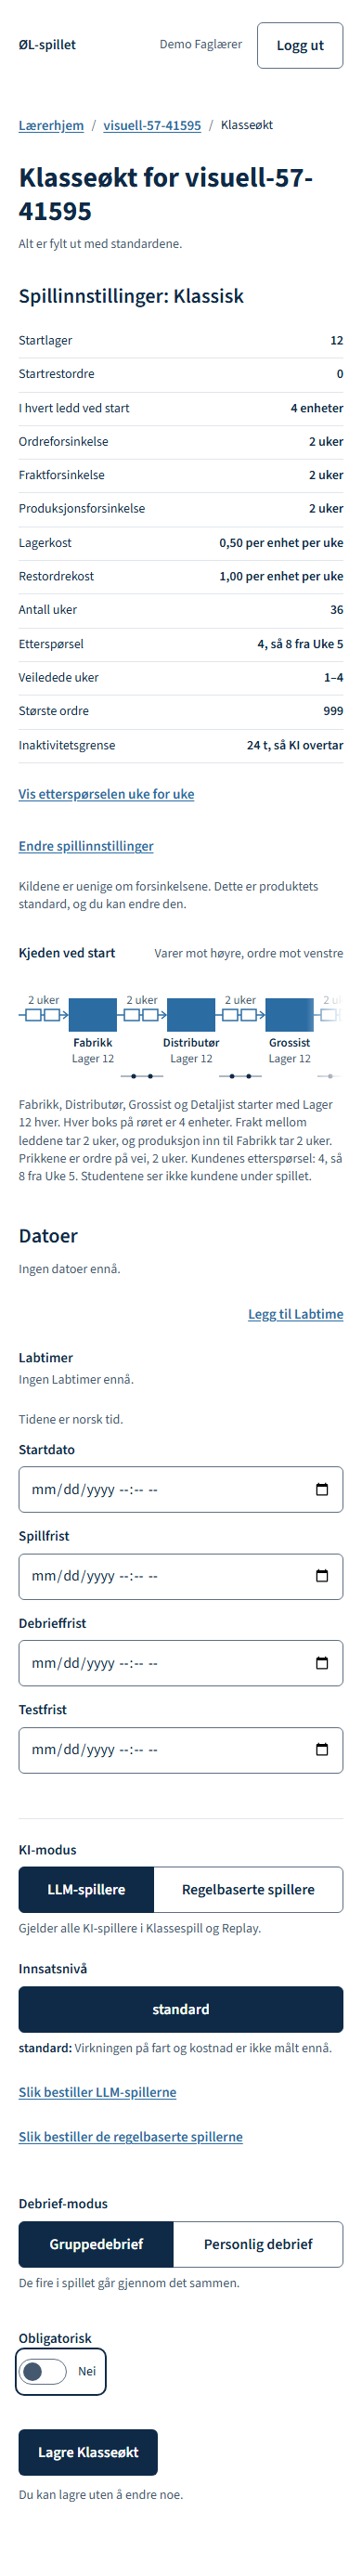 ØL-spillet
Demo Faglærer
Logg ut
Lærerhjem / visuell-57-41595 / Klasseøkt
Klasseøkt for visuell-57-
41595
Alt er fylt ut med standardene.
Spillinnstillinger: Klassisk
Startlager 12
Startrestordre 0
I hvert ledd ved start 4 enheter
Ordreforsinkelse 2 uker
Fraktforsinkelse 2 uker
Produksjonsforsinkelse 2 uker
Lagerkost 0,50 per enhet per uke
Restordrekost 1,00 per enhet per uke
Antall uker 36
Etterspørsel 4, så 8 fra Uke 5
Veiledede uker 1–4
Største ordre 999
Inaktivitetsgrense 24 t, så KI overtar
Vis etterspørselen uke for uke
Endre spillinnstillinger
Kildene er uenige om forsinkelsene. Dette er produktets
standard, og du kan endre den.
Kjeden ved start Varer mot høyre, ordre mot venstre
2 uker 2 uker 2 uker
Fabrikk Distributør Grossist
Lager 12 Lager 12 Lager 12
Fabrikk, Distributør, Grossist og Detaljist starter med Lager
12 hver. Hver boks på røret er 4 enheter. Frakt mellom
leddene tar 2 uker, og produksjon inn til Fabrikk tar 2 uker.
Prikkene er ordre på vei, 2 uker. Kundenes etterspørsel: 4, så
8 fra Uke 5. Studentene ser ikke kundene under spillet.
Datoer
Ingen datoer ennå.
Legg til Labtime
Labtimer
Ingen Labtimer ennå.
Tidene er norsk tid.
Startdato
mm/dd/yyyy --:-- --
Spillfrist
mm/dd/yyyy --:-- --
Debrieffrist
mm/dd/yyyy --:-- --
Testfrist
mm/dd/yyyy --:-- --
KI-modus
LLM-spillere Regelbaserte spillere
Gjelder alle KI-spillere i Klassespill og Replay.
Innsatsnivå
standard
standard: Virkningen på fart og kostnad er ikke målt ennå.
Slik bestiller LLM-spillerne
Slik bestiller de regelbaserte spillerne
Debrief-modus
Gruppedebrief Personlig debrief
De fire i spillet går gjennom det sammen.
Obligatorisk
Nei
Lagre Klasseøkt
Du kan lagre uten å endre noe.